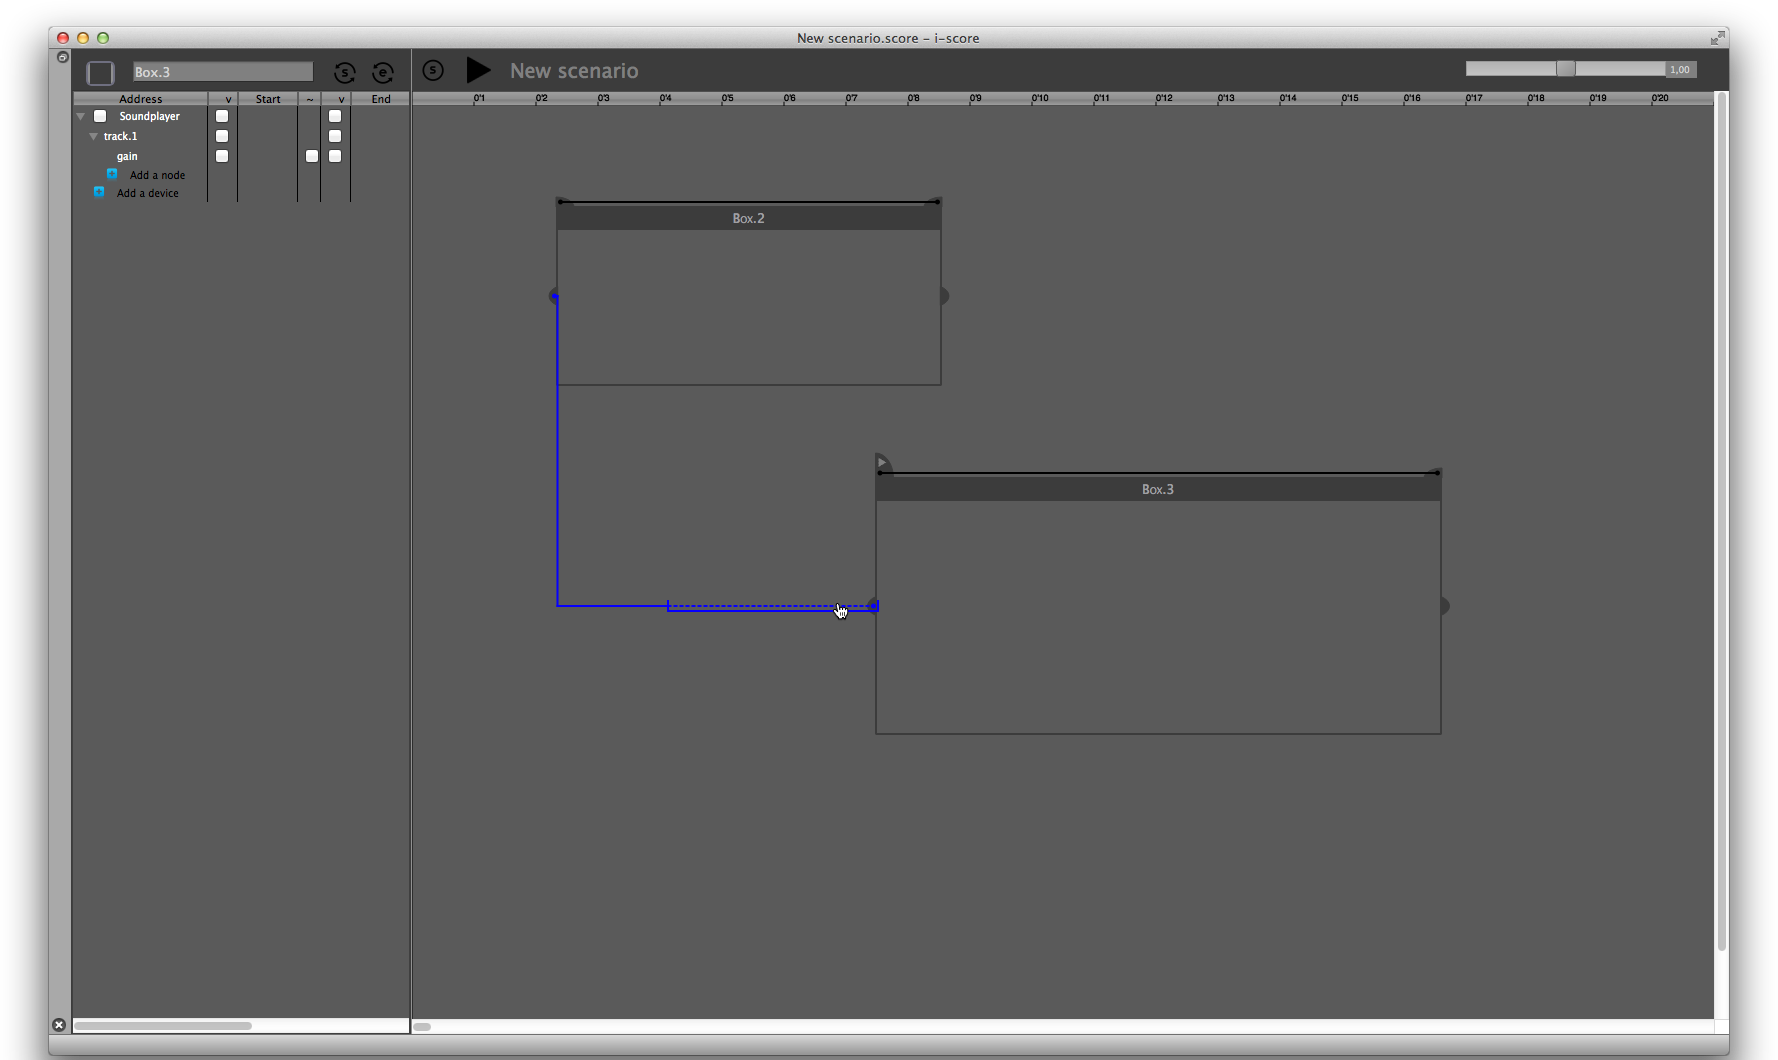 New scenario.score – i-score
Box.3
s
e
s
New scenario
1,00
Address v Start ~ v End
0'1 0'2 0'3 0'4 0'5 0'6 0'7 0'8 0'9 0'10 0'11 0'12 0'13 0'14 0'15 0'16 0'17 0'18 0'19 0'20
Soundplayer
track.1
gain
Add a node
Add a device
Box.2
Box.3